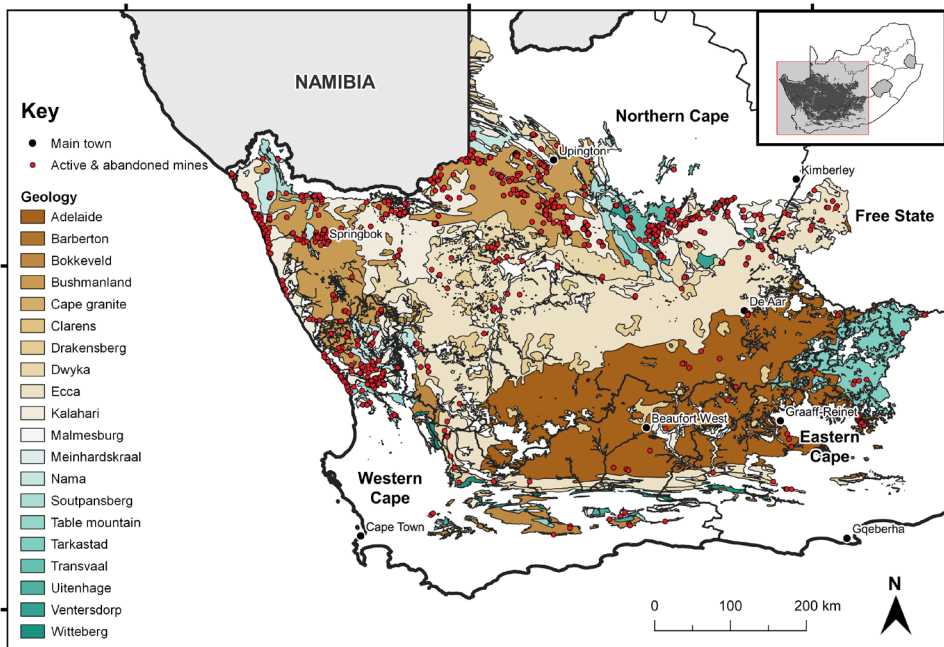 NAMIBIA
Key
Main town
Active & abandoned mines
Geology
Adelaide
Barberton
Bokkeveld
Bushmanland
Cape granite
Clarens
Drakensberg
Dwyka
Ecca
Kalahari
Malmesburg
Meinhardskraal
Nama
Soutpansberg
Table mountain
Tarkastad
Transvaal
Uitenhage
Ventersdorp
Witteberg
Northern Cape
Upington
Kimberley
Free State
Springbok
De Aar
Beaufort West
Graaff-Reinet
Eastern
Cape
Western
Cape
Cape Town
Gqeberha
N
0 100 200 km